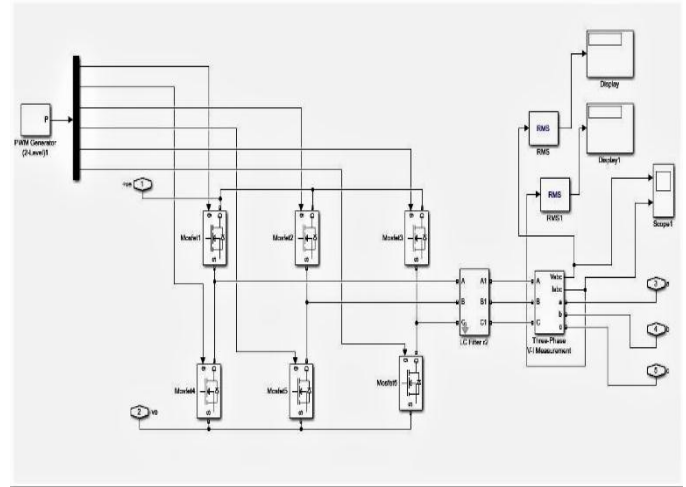 Display
P
PWM Generator
(2-Level)1
RMS
RMS
Display1
RMS
RMS1
Scope1
1
Mosfet1
Mosfet2
Mosfet3
A
A1
A
Vabc
Iabc
B
B1
B
a
b
C
C1
C
c
LC Filter r2
Three-Phase
V-I Measurement
3
4
5
Mosfet4
Mosfet5
Mosfet6
2